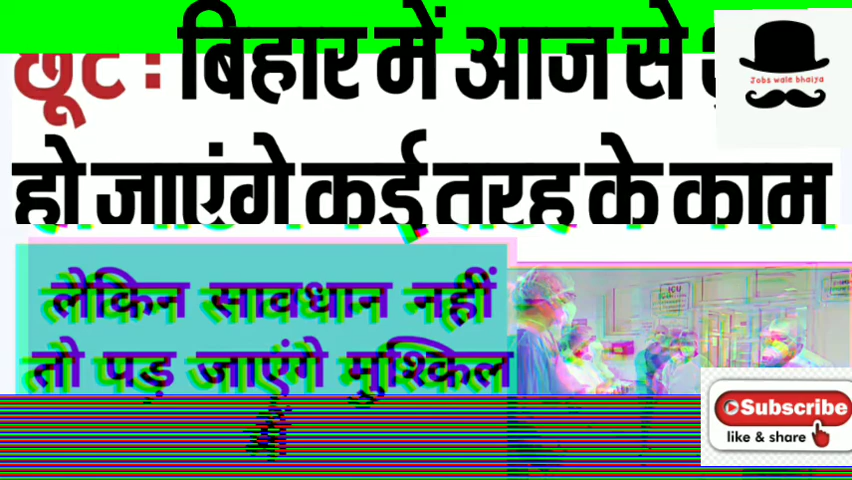 छूट : बिहार में आज से
Jobs wale bhaiya
हो जाएंगे कई तरह के काम
लेकिन सावधान नहीं
तो पड़ जाएंगे मुश्किल
में
ICU
Subscribe
like & share